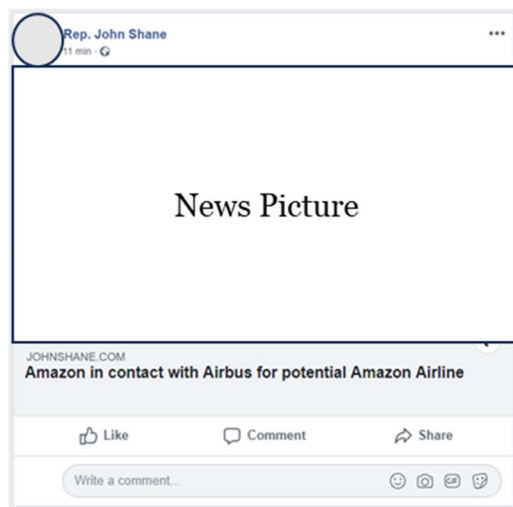 Rep. John Shane
11 min ·
News Picture
JOHNSHANE.COM
Amazon in contact with Airbus for potential Amazon Airline
Like Comment Share
Write a comment... GIF